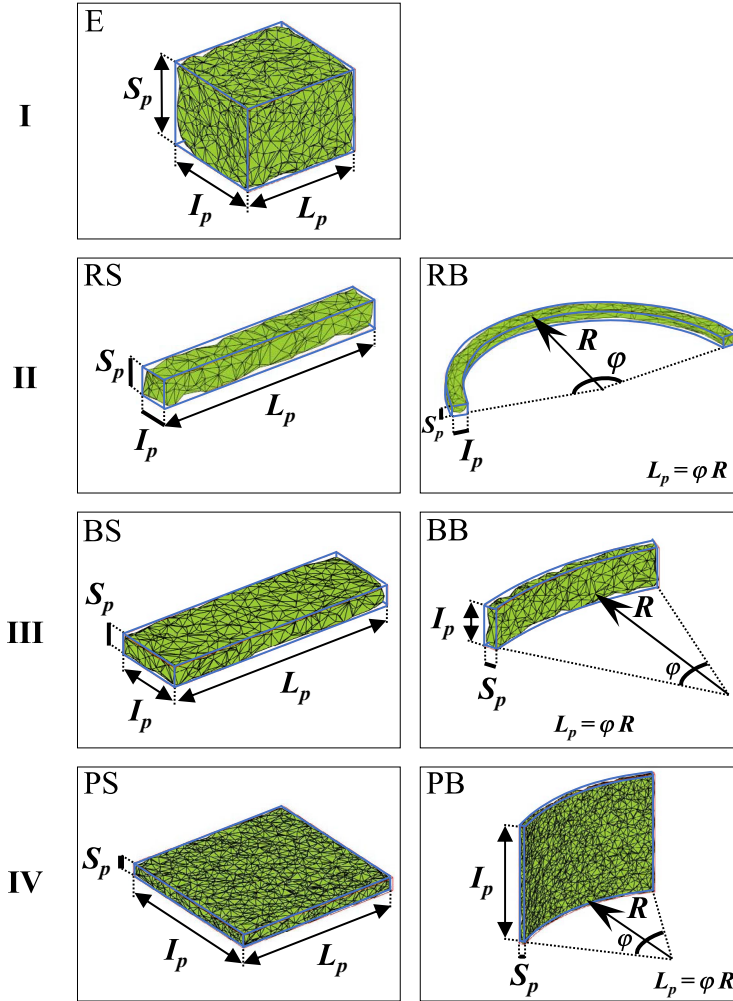 E
I
S_p
I_p
L_p
RS
II
S_p
I_p
L_p
RB
R
φ
S_p
I_p
L_p = φ R
BS
III
S_p
I_p
L_p
BB
I_p
R
φ
S_p
L_p = φ R
PS
IV
S_p
I_p
L_p
PB
I_p
R
φ
S_p
L_p = φ R